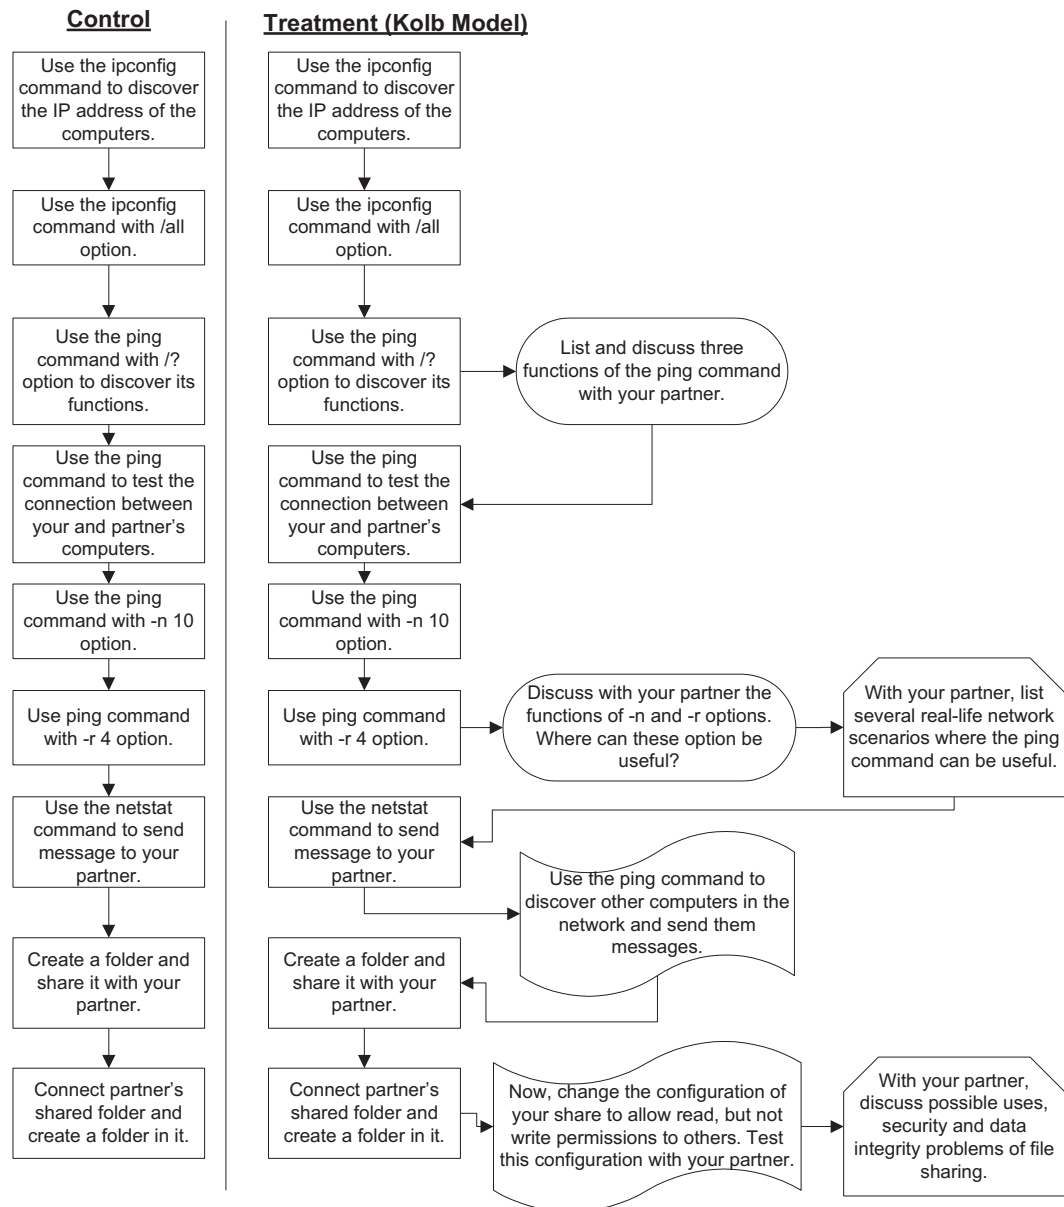 Control
Use the ipconfig
command to discover
the IP address of the
computers.
Use the ipconfig
command with /all
option.
Use the ping
command with /?
option to discover its
functions.
Use the ping
command to test the
connection between
your and partner's
computers.
Use the ping
command with -n 10
option.
Use ping command
with -r 4 option.
Use the netstat
command to send
message to your
partner.
Create a folder and
share it with your
partner.
Connect partner's
shared folder and
create a folder in it.
Treatment (Kolb Model)
Use the ipconfig
command to discover
the IP address of the
computers.
Use the ipconfig
command with /all
option.
Use the ping
command with /?
option to discover its
functions.
List and discuss three
functions of the ping command
with your partner.
Use the ping
command to test the
connection between
your and partner's
computers.
Use the ping
command with -n 10
option.
Use ping command
with -r 4 option.
Discuss with your partner the
functions of -n and -r options.
Where can these option be
useful?
With your partner, list
several real-life network
scenarios where the ping
command can be useful.
Use the netstat
command to send
message to your
partner.
Use the ping command to
discover other computers in the
network and send them
messages.
Create a folder and
share it with your
partner.
Connect partner's
shared folder and
create a folder in it.
Now, change the configuration of
your share to allow read, but not
write permissions to others. Test
this configuration with your partner.
With your partner,
discuss possible uses,
security and data
integrity problems of file
sharing.